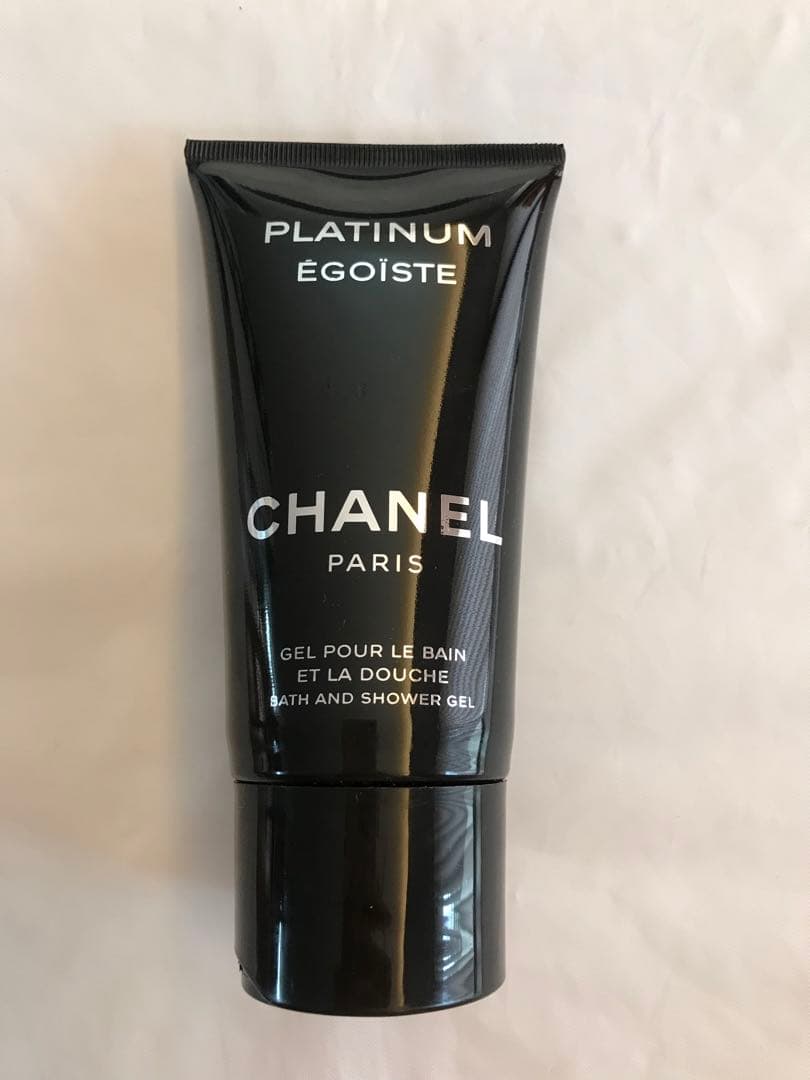 PLATINUM
ÉGOÏSTE
CHANEL
PARIS
GEL POUR LE BAIN
ET LA DOUCHE
BATH AND SHOWER GEL